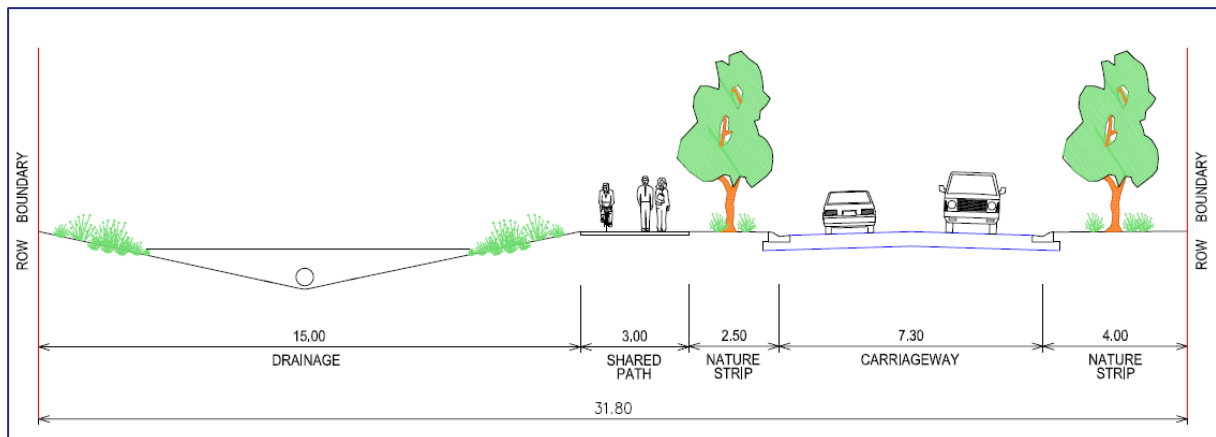 ROW BOUNDARY
15.00
DRAINAGE
3.00
SHARED
PATH
2.50
NATURE
STRIP
7.30
CARRIAGEWAY
4.00
NATURE
STRIP
ROW BOUNDARY
31.80